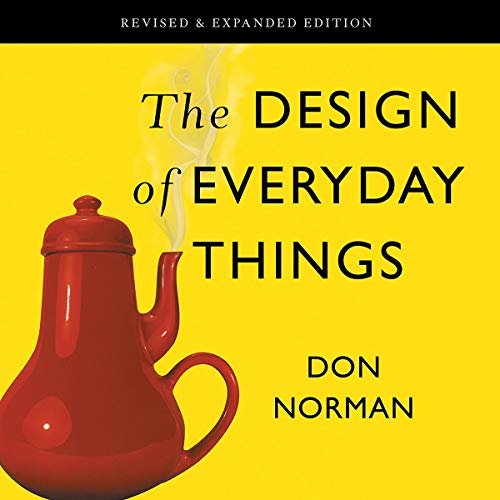 REVISED & EXPANDED EDITION
The DESIGN
of EVERYDAY
THINGS
DON
NORMAN